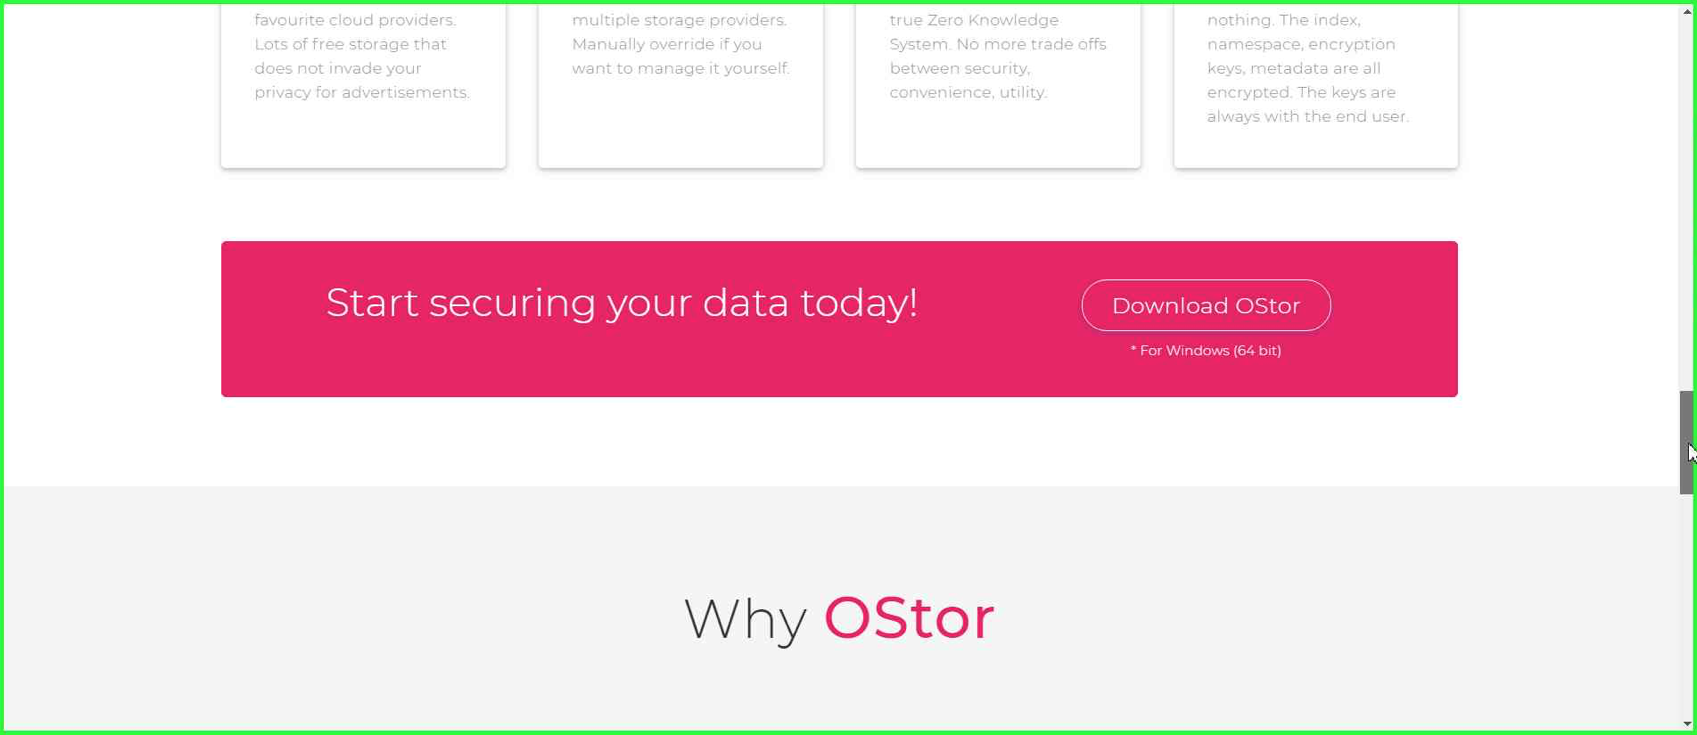 favourite cloud providers.
Lots of free storage that
does not invade your
privacy for advertisements.
multiple storage providers.
Manually override if you
want to manage it yourself.
true Zero Knowledge
System. No more trade offs
between security,
convenience, utility.
nothing. The index,
namespace, encryption
keys, metadata are all
encrypted. The keys are
always with the end user.
Start securing your data today!
Download OStor
* For Windows (64 bit)
Why OStor